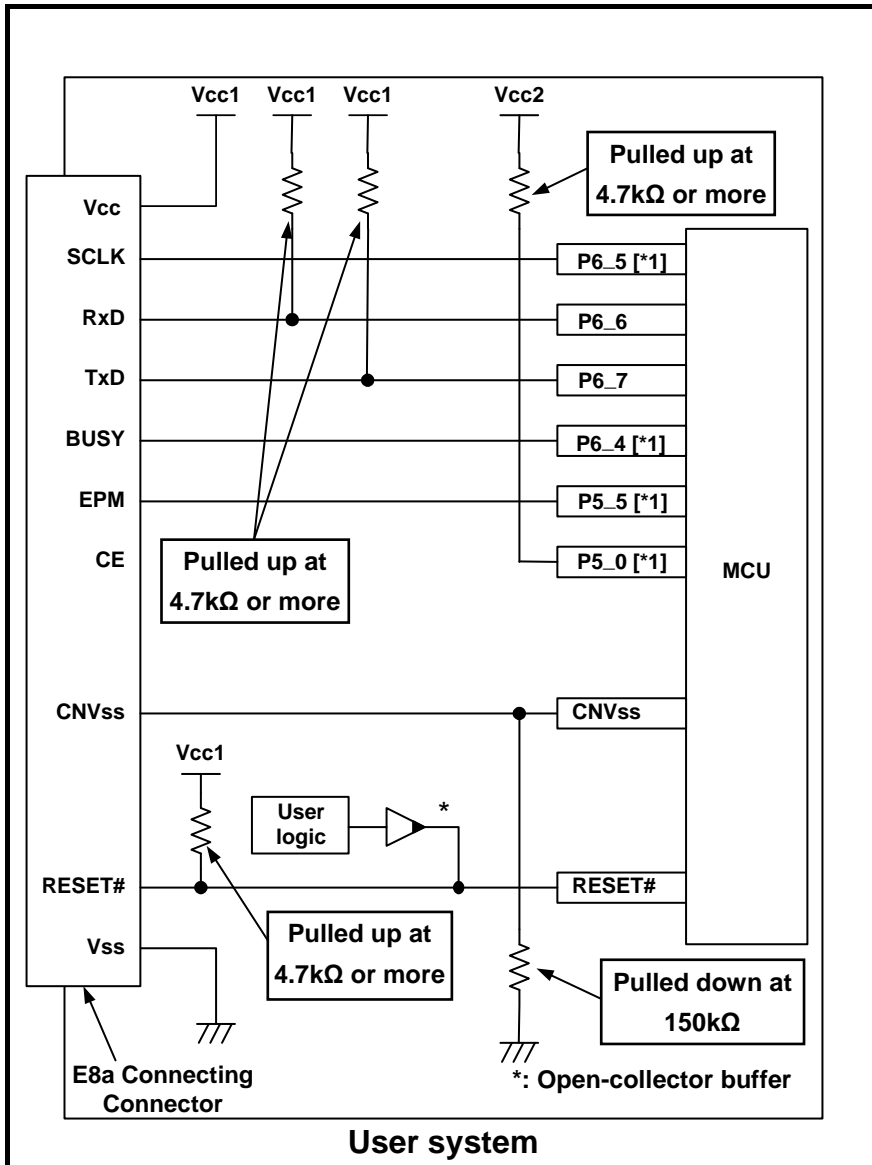 Vcc1 Vcc1 Vcc1 Vcc2
Pulled up at
4.7kΩ or more
Vcc
SCLK P6_5 [*1]
RxD P6_6
TxD P6_7
BUSY P6_4 [*1]
EPM P5_5 [*1]
CE P5_0 [*1]
MCU
Pulled up at
4.7kΩ or more
CNVss CNVss
Vcc1
User
logic
*
RESET# RESET#
Vss
Pulled up at
4.7kΩ or more
Pulled down at
150kΩ
E8a Connecting
Connector
*: Open-collector buffer
User system